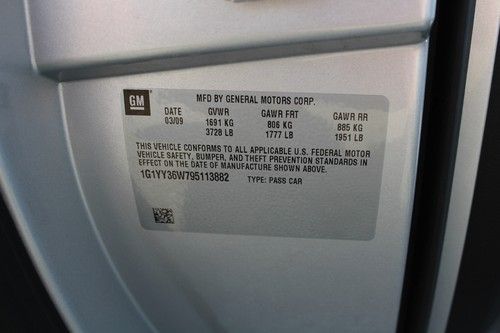 GM
MFD BY GENERAL MOTORS CORP.
DATE GVWR GAWR FRT GAWR RR
03/09 1691 KG 806 KG 885 KG
3728 LB 1777 LB 1951 LB
THIS VEHICLE CONFORMS TO ALL APPLICABLE U.S. FEDERAL MOTOR
VEHICLE SAFETY, BUMPER, AND THEFT PREVENTION STANDARDS IN
EFFECT ON THE DATE OF MANUFACTURE SHOWN ABOVE.
1G1YY36W795113882 TYPE: PASS CAR